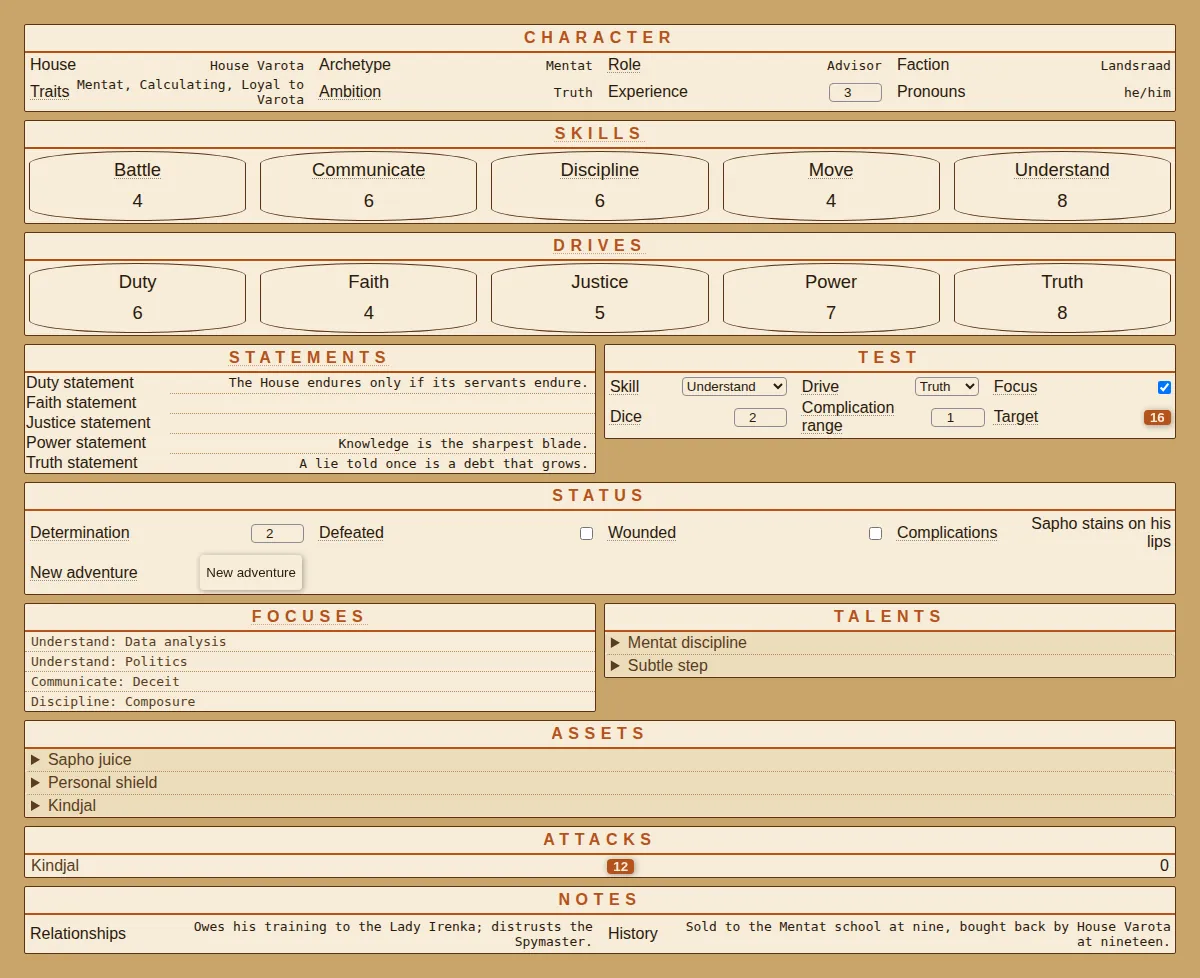 CHARACTER
House House Varota Archetype Mentat Role Advisor Faction Landsraad
Traits Mentat, Calculating, Loyal to Varota Ambition Truth Experience 3 Pronouns he/him
SKILLS
Battle Communicate Discipline Move Understand
4 6 6 4 8
DRIVES
Duty Faith Justice Power Truth
6 4 5 7 8
STATEMENTS
Duty statement The House endures only if its servants endure.
Faith statement
Justice statement
Power statement Knowledge is the sharpest blade.
Truth statement A lie told once is a debt that grows.
TEST
Skill Understand Drive Truth Focus
Dice 2 Complication range 1 Target 16
STATUS
Determination 2 Defeated Wounded Complications Sapho stains on his lips
New adventure New adventure
FOCUSES
Understand: Data analysis
Understand: Politics
Communicate: Deceit
Discipline: Composure
TALENTS
Mentat discipline
Subtle step
ASSETS
Sapho juice
Personal shield
Kindjal
ATTACKS
Kindjal 12 0
NOTES
Relationships Owes his training to the Lady Irenka; distrusts the Spymaster. History Sold to the Mentat school at nine, bought back by House Varota at nineteen.